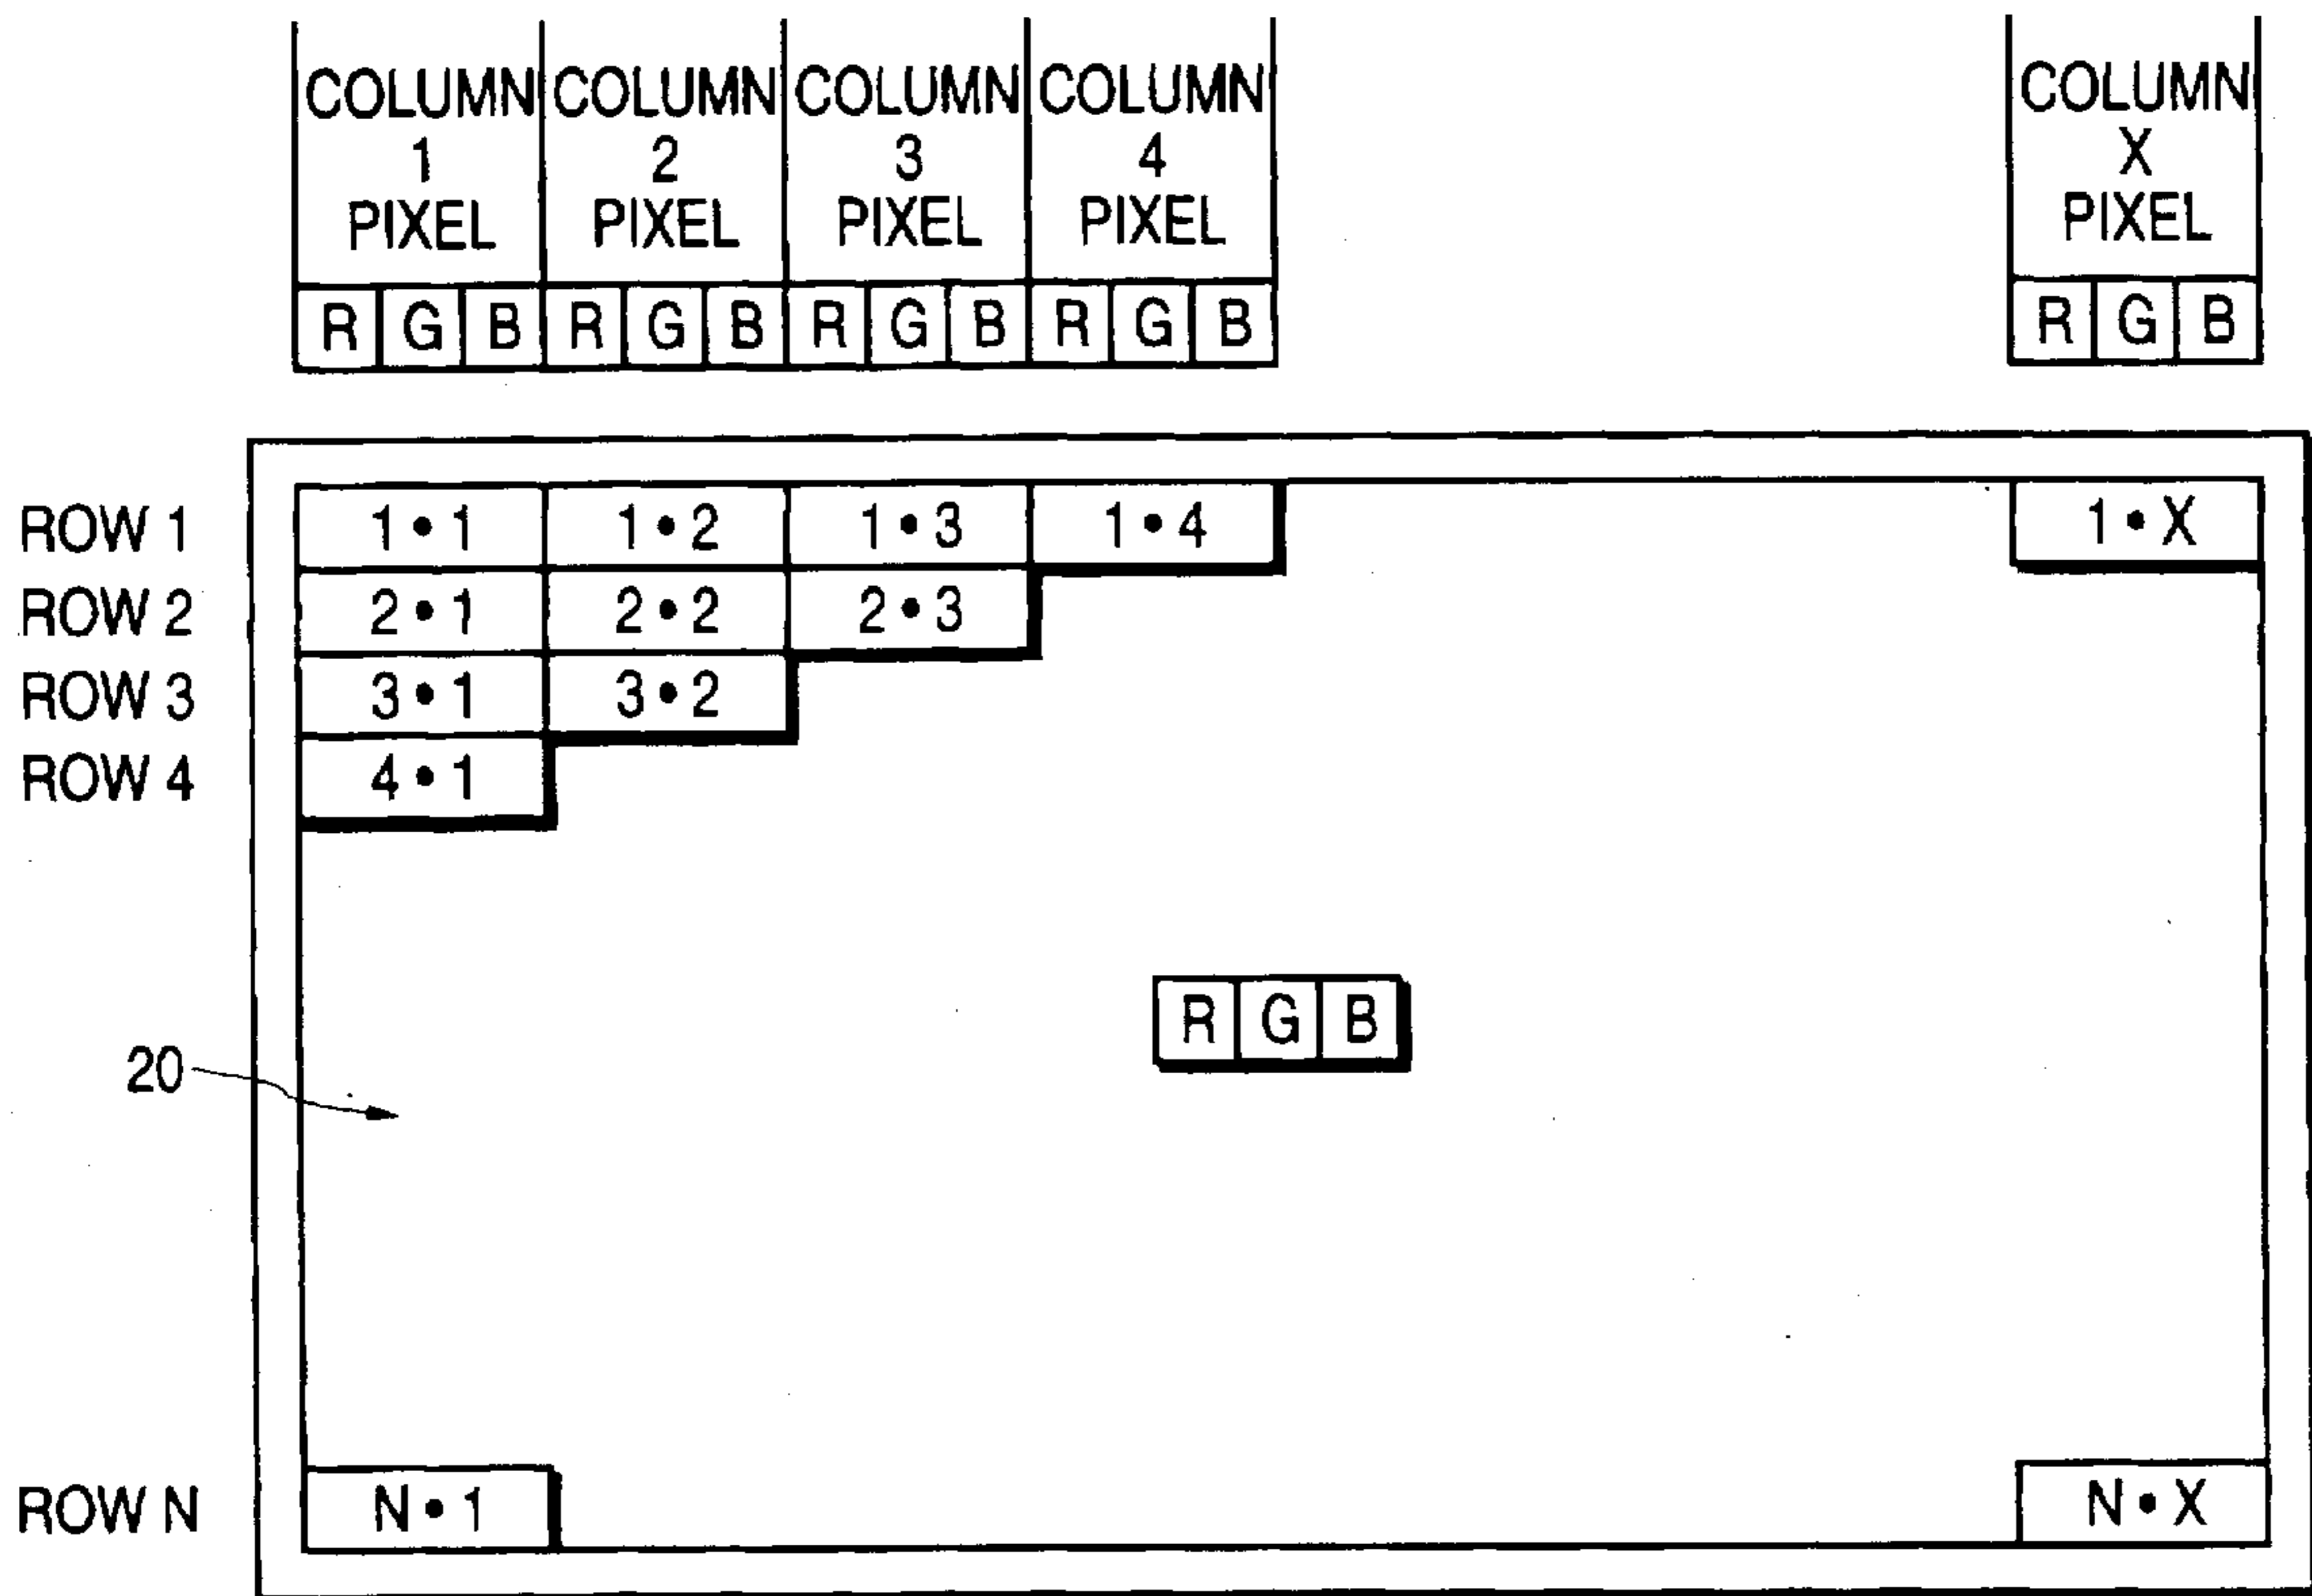 COLUMN COLUMN COLUMN COLUMN COLUMN
1 2 3 4 X
PIXEL PIXEL PIXEL PIXEL PIXEL
R G B R G B R G B R G B R G B
ROW 1 1•1 1•2 1•3 1•4 1•X
ROW 2 2•1 2•2 2•3
ROW 3 3•1 3•2
ROW 4 4•1
R G B
20
ROW N N•1 N•X